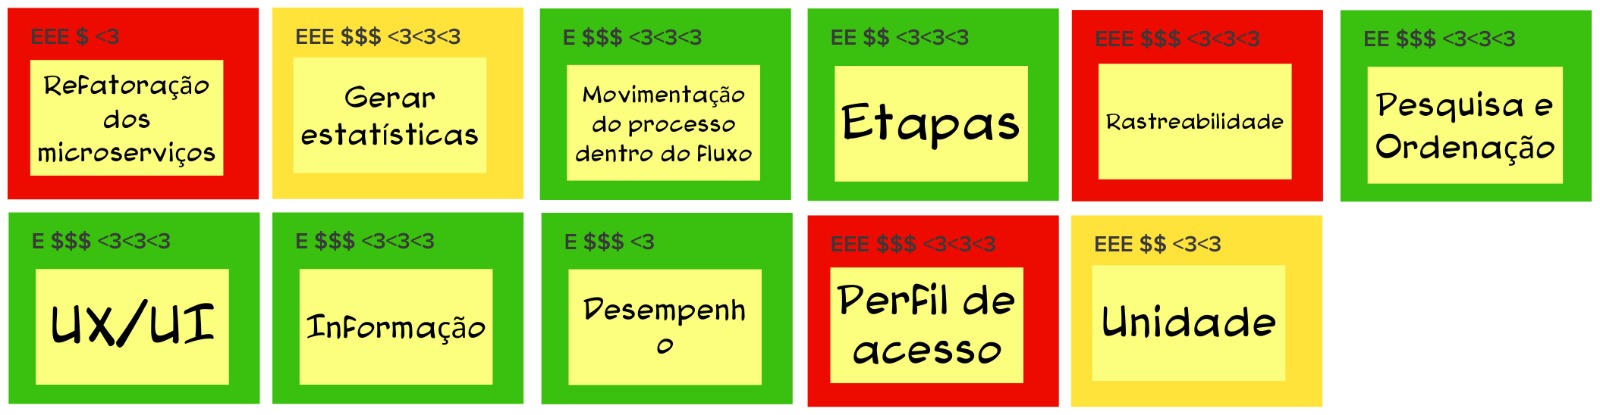 EEE $ <3
Refatoração
dos
microserviços
EEE $$$ <3<3<3
Gerar
estatísticas
E $$$ <3<3<3
Movimentação
do processo
dentro do fluxo
EE $$ <3<3<3
Etapas
EEE $$$ <3<3<3
Rastreabilidade
EE $$$ <3<3<3
Pesquisa e
Ordenação
E $$$ <3<3<3
UX/UI
E $$$ <3<3<3
Informação
E $$$ <3
Desempenh
o
EEE $$$ <3<3<3
Perfil de
acesso
EEE $$ <3<3
Unidade